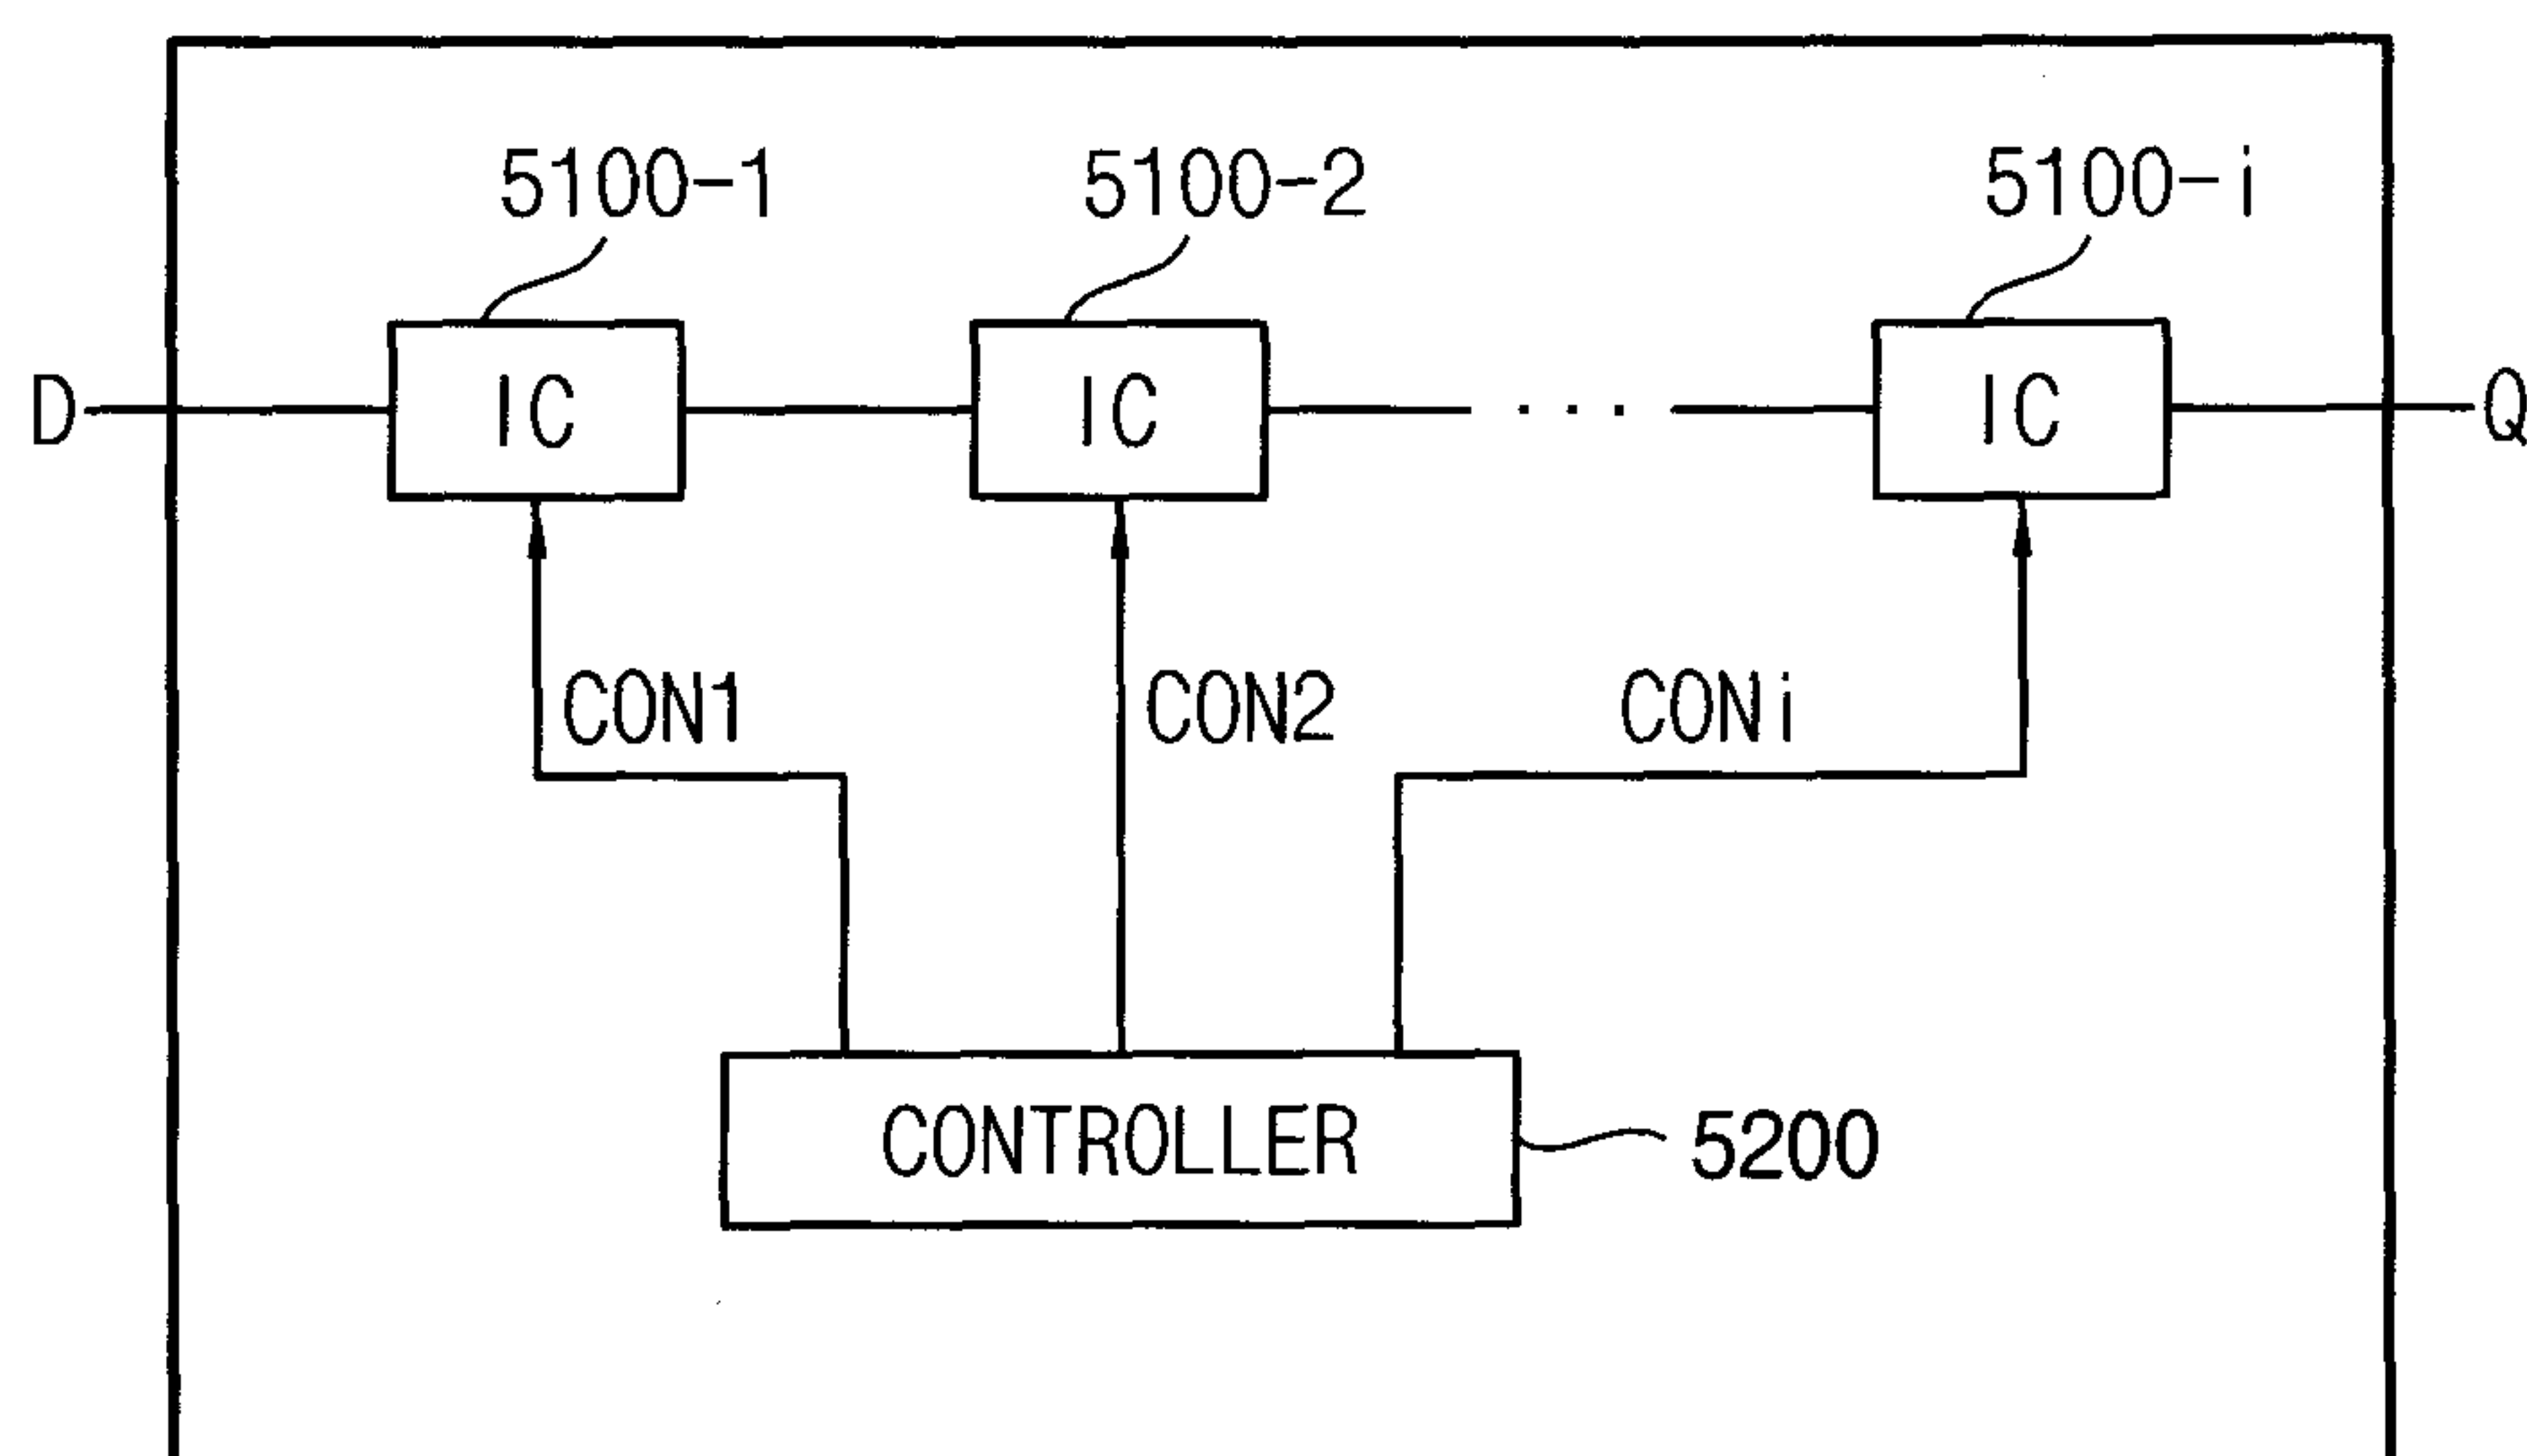 5100-1 5100-2 5100-i
D IC IC ... IC Q
CON1 CON2 CONi
CONTROLLER 5200